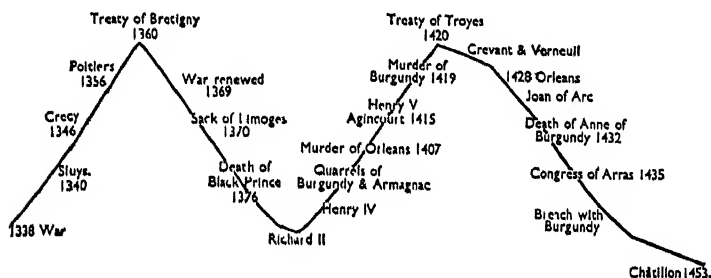 Treaty of Bretigny
1360
Poitiers
1356
Crecy
1346
Sluys.
1340
1338 War
War renewed
1369
Sack of Limoges
1370
Death of
Black Prince
1376
Richard II
Treaty of Troyes
1420
Murder of
Burgundy 1419
Henry V
Agincourt 1415
Murder of Orleans 1407
Quarrels of
Burgundy & Armagnac
Henry IV
Crevant & Verneuil
1428 Orleans
Joan of Arc
Death of Anne of
Burgundy 1432
Congress of Arras 1435
Breach with
Burgundy
Châtillon 1453.